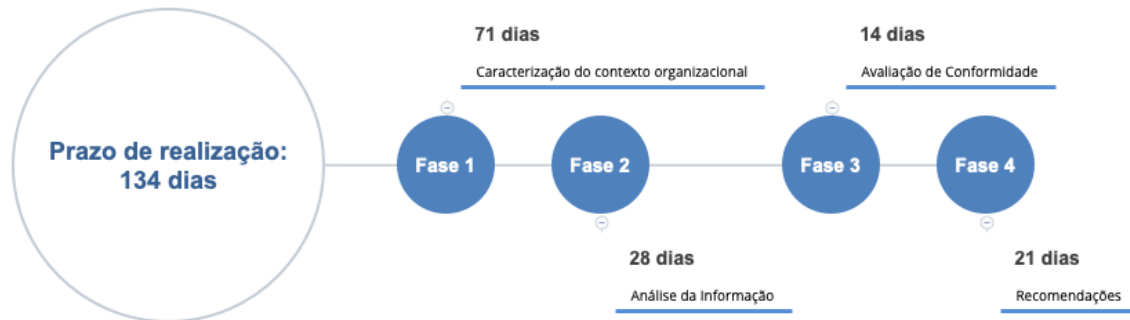 71 dias
Caracterização do contexto organizacional
14 dias
Avaliação de Conformidade
Prazo de realização:
134 dias
Fase 1
Fase 2
Fase 3
Fase 4
28 dias
Análise da Informação
21 dias
Recomendações